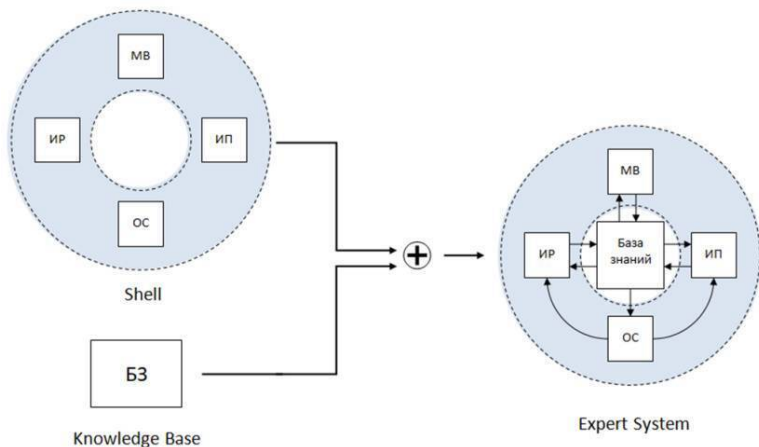 МВ
ИР
ИП
ОС
Shell
БЗ
Knowledge Base
МВ
ИР
База
знаний
ИП
ОС
Expert System